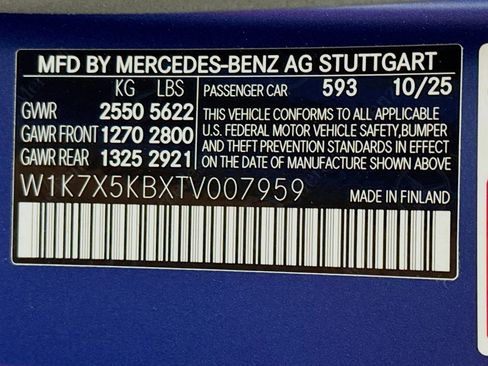 MFD BY MERCEDES-BENZ AG STUTTGART
KG LBS
GVWR 2550 5622
GAWR FRONT 1270 2800
GAWR REAR 1325 2921
PASSENGER CAR 593 10/25
THIS VEHICLE CONFORMS TO ALL APPLICABLE
U.S. FEDERAL MOTOR VEHICLE SAFETY,BUMPER
AND THEFT PREVENTION STANDARDS IN EFFECT
ON THE DATE OF MANUFACTURE SHOWN ABOVE
W1K7X5KBXTV007959
MADE IN FINLAND